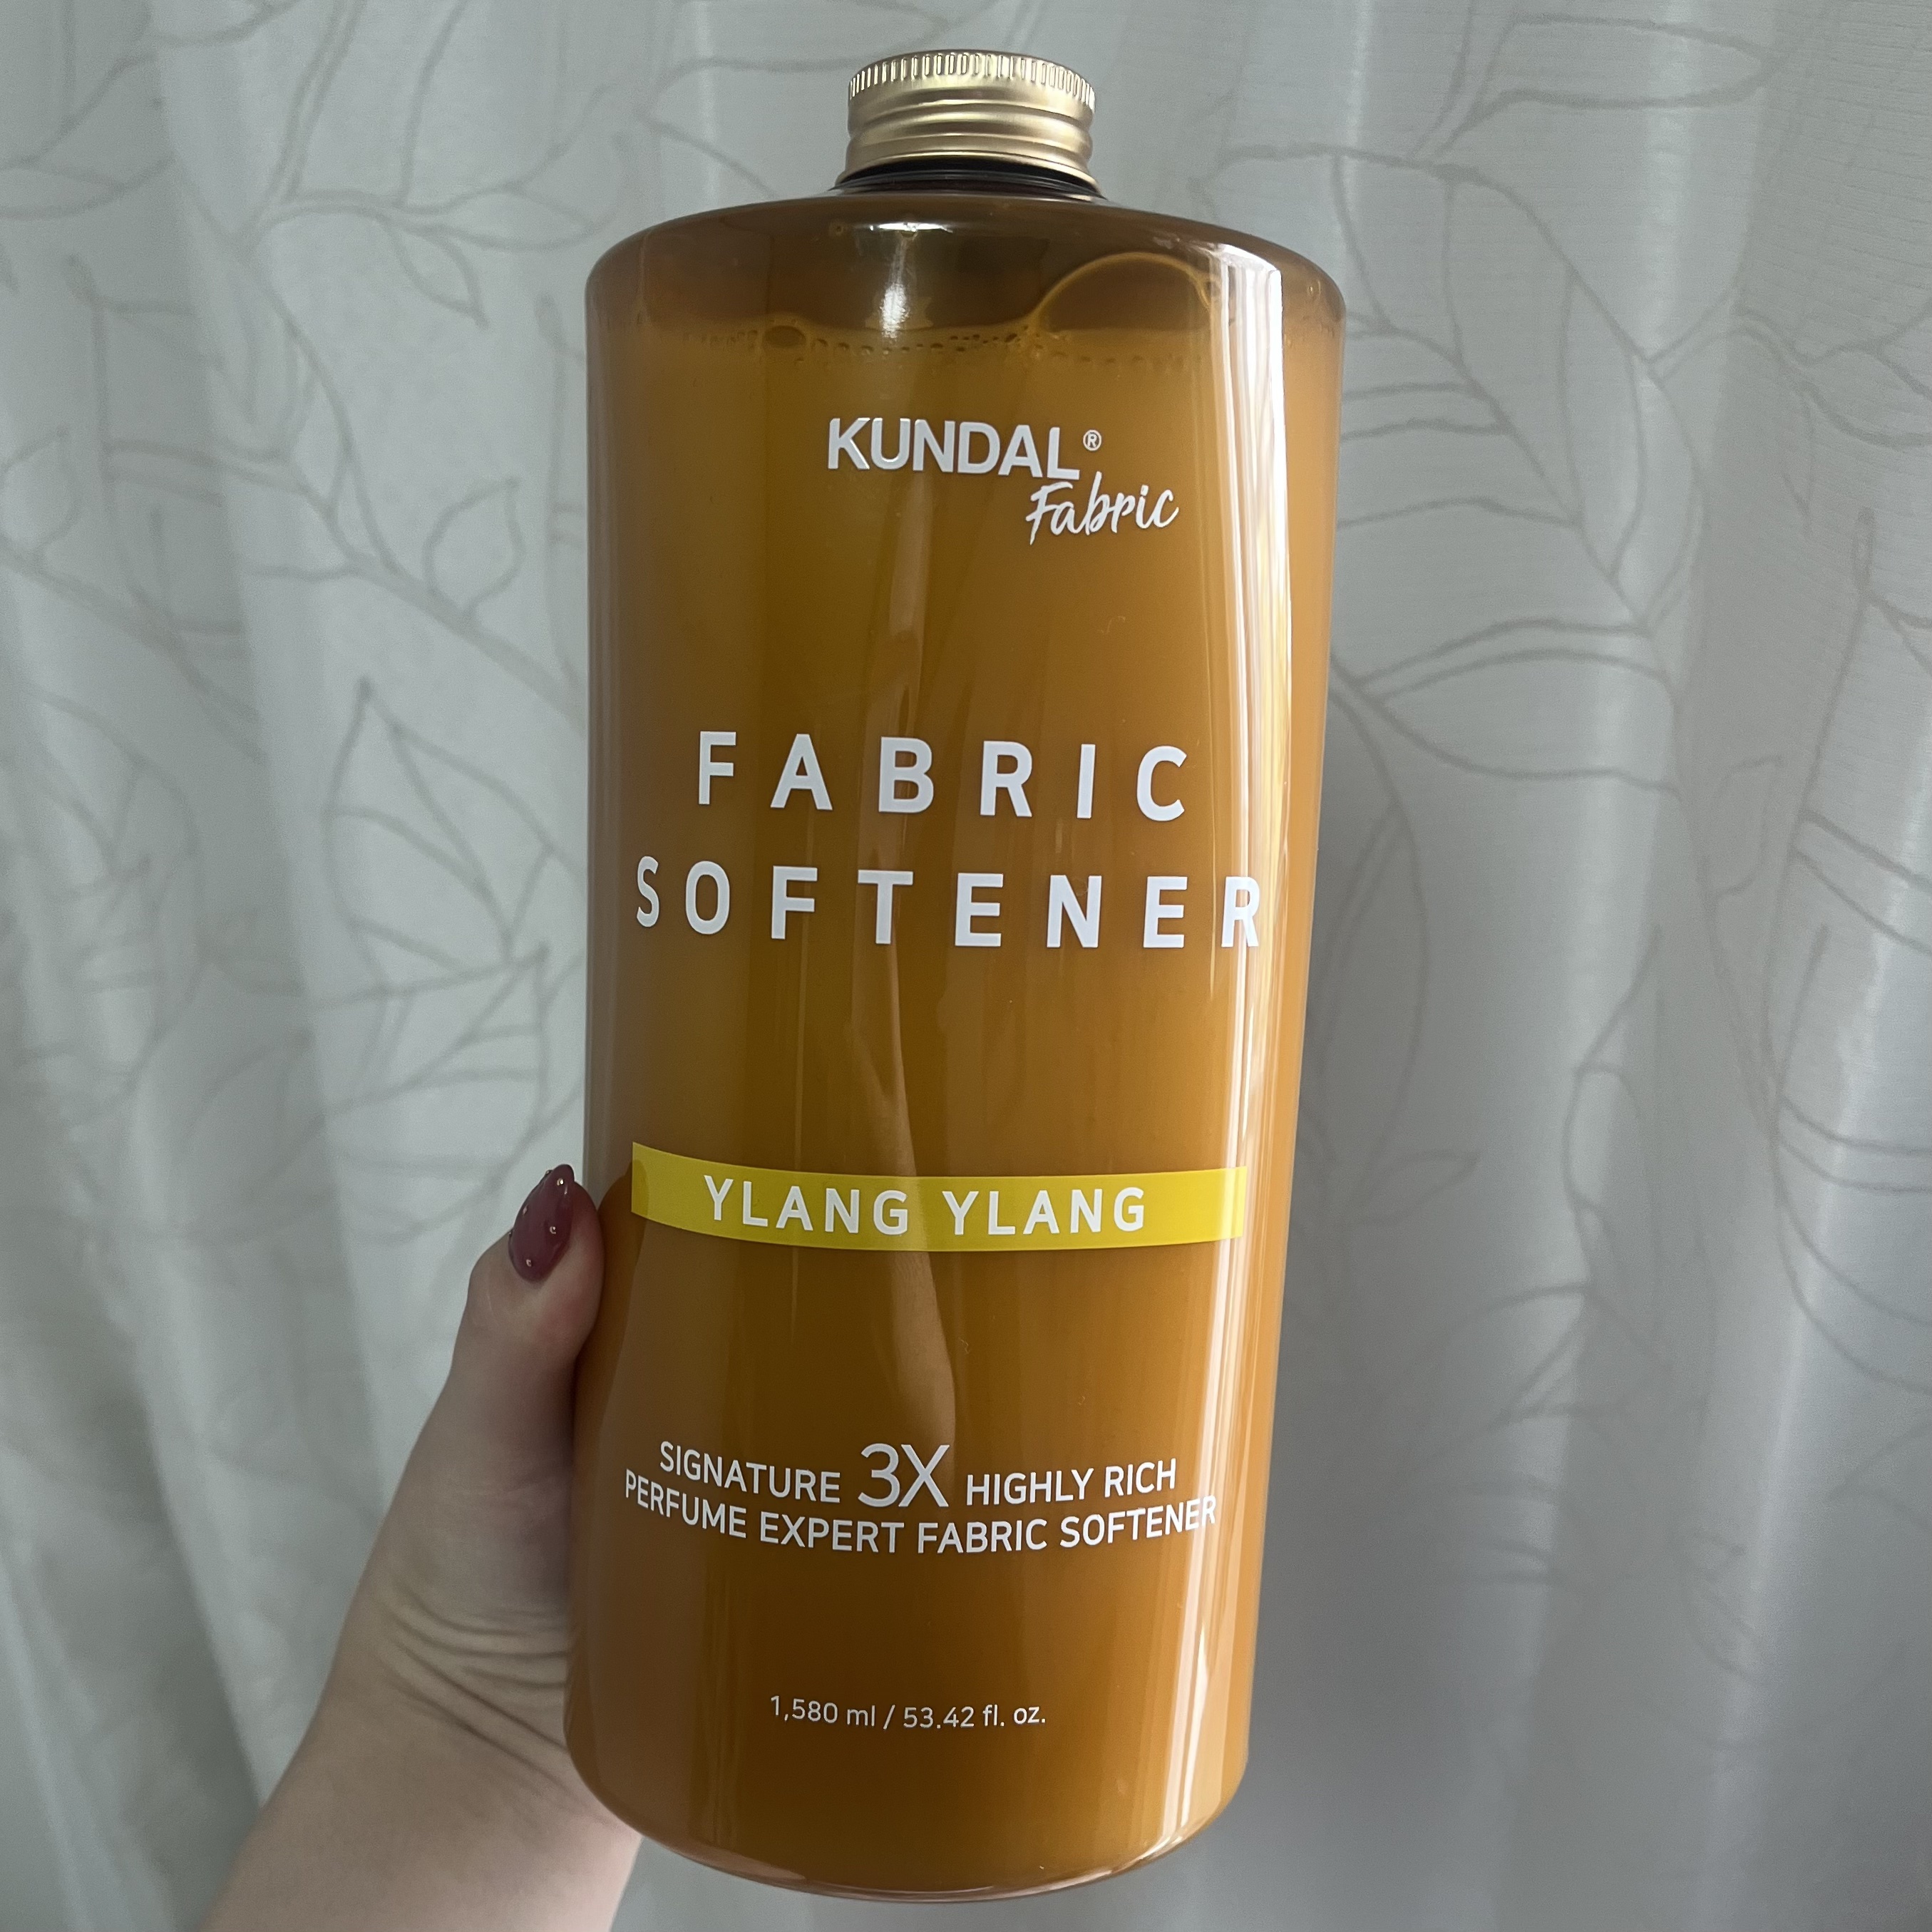 KUNDAL®
Fabric
FABRIC
SOFTENER
YLANG YLANG
SIGNATURE 3X HIGHLY RICH
PERFUME EXPERT FABRIC SOFTENER
1,580 ml / 53.42 fl. oz.